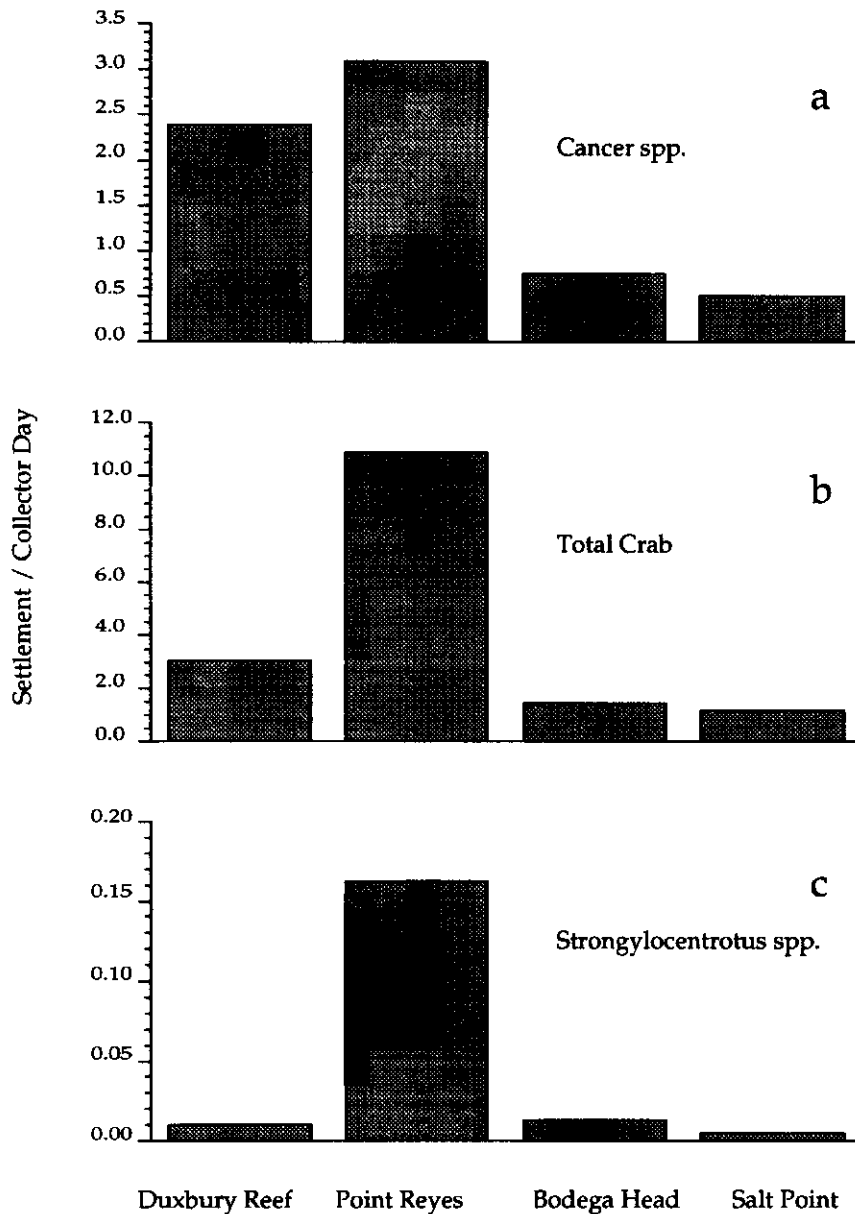 3.5
3.0
2.5
2.0
1.5
1.0
0.5
0.0
a
Cancer spp.
12.0
10.0
8.0
6.0
4.0
2.0
0.0
b
Total Crab
Settlement / Collector Day
0.20
0.15
0.10
0.05
0.00
c
Strongylocentrotus spp.
Duxbury Reef Point Reyes Bodega Head Salt Point